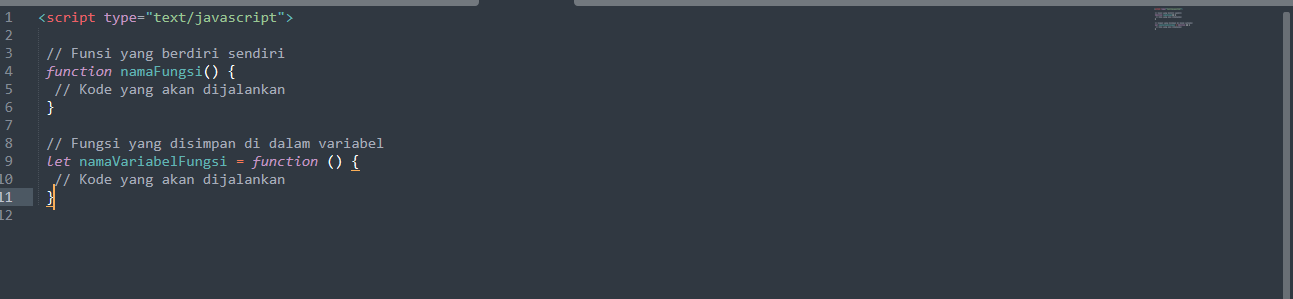 1 <script type="text/javascript">
2
3 // Funsi yang berdiri sendiri
4 function namaFungsi() {
5 // Kode yang akan dijalankan
6 }
7
8 // Fungsi yang disimpan di dalam variabel
9 let namaVariabelFungsi = function () {
10 // Kode yang akan dijalankan
11 }
12